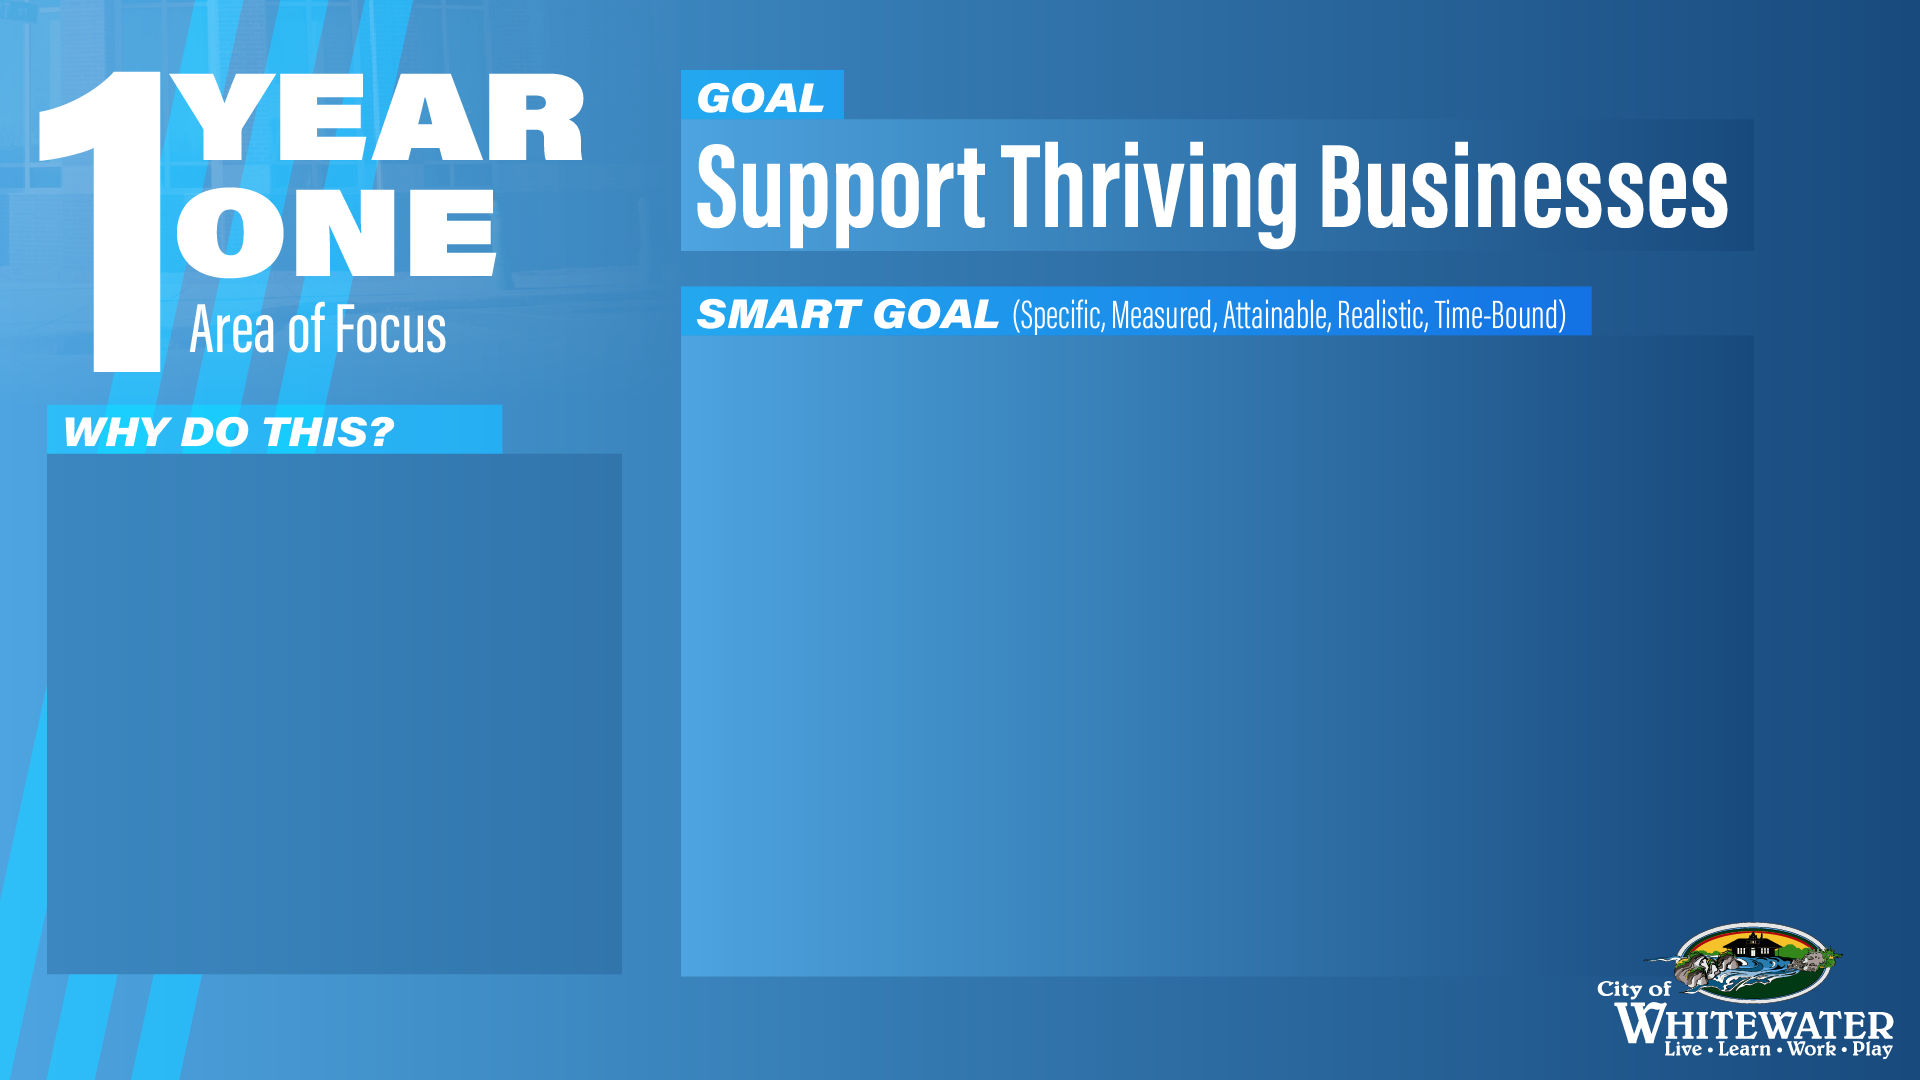 1 YEAR
ONE
Area of Focus
WHY DO THIS?
GOAL
Support Thriving Businesses
SMART GOAL (Specific, Measured, Attainable, Realistic, Time-Bound)
City of
WHITEWATER
Live • Learn • Work • Play